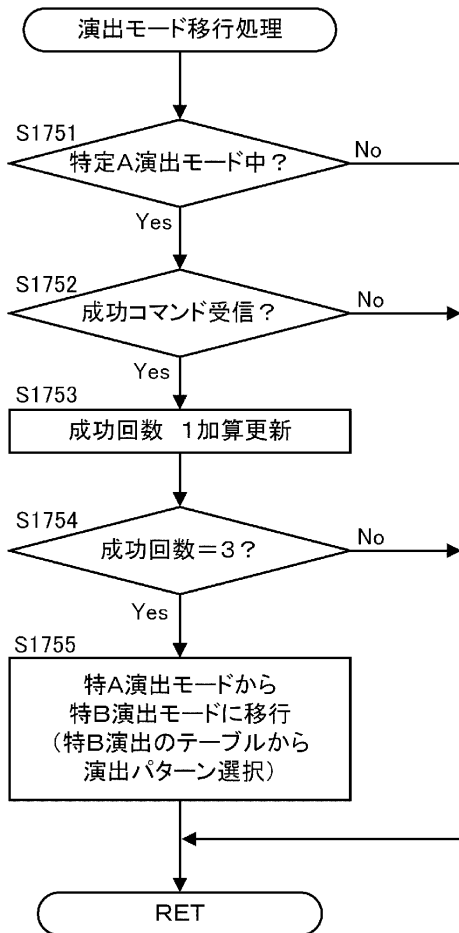 演出モード移行処理
S1751
特定A演出モード中？
No
Yes
S1752
成功コマンド受信？
No
Yes
S1753
成功回数　1加算更新
S1754
成功回数＝3？
No
Yes
S1755
特A演出モードから
特B演出モードに移行
（特B演出のテーブルから
演出パターン選択）
RET